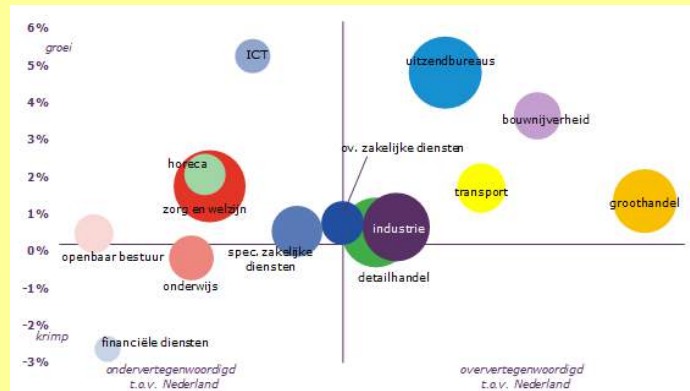 6%
groei
ICT
5%
uitzendbureaus
4%
bouwnijverheid
3%
ov. zakelijke diensten
horeca
2%
transport
zorg en welzijn
groothandel
1%
industrie
openbaar bestuur
spec. zakelijke
diensten
0%
onderwijs
detailhandel
-1%
-2%
krimp
financiële diensten
-3%
ondervertegenwoordigd
t.o.v. Nederland
oververtegenwoordigd
t.o.v. Nederland